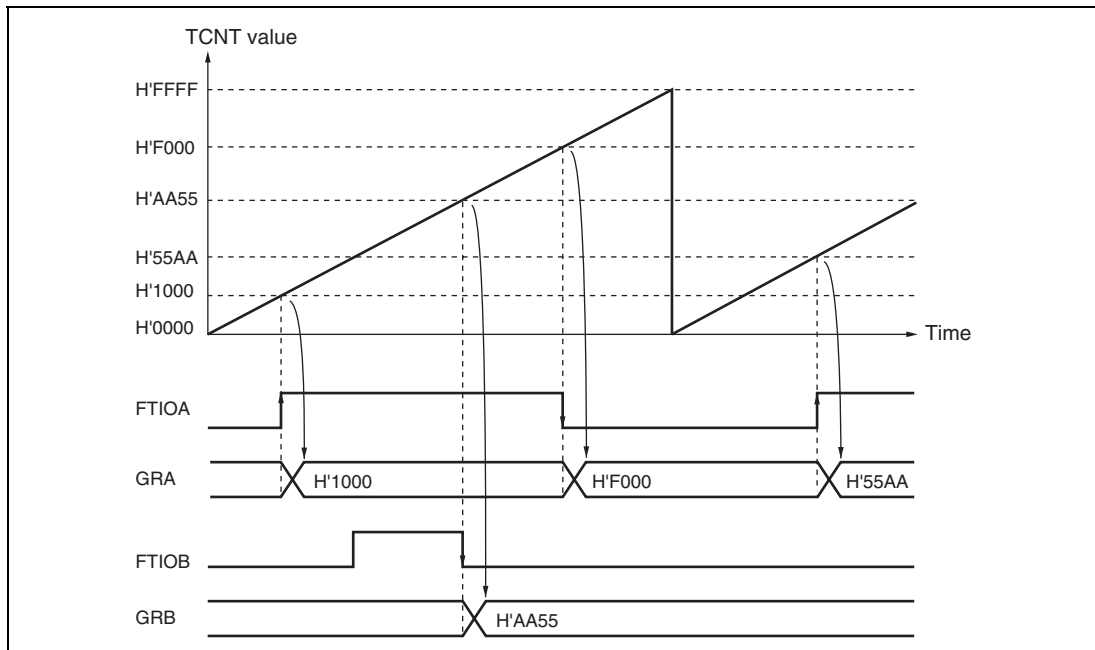 TCNT value
H'FFFF
H'F000
H'AA55
H'55AA
H'1000
H'0000
Time
FTIOA
GRA
H'1000
H'F000
H'55AA
FTIOB
GRB
H'AA55